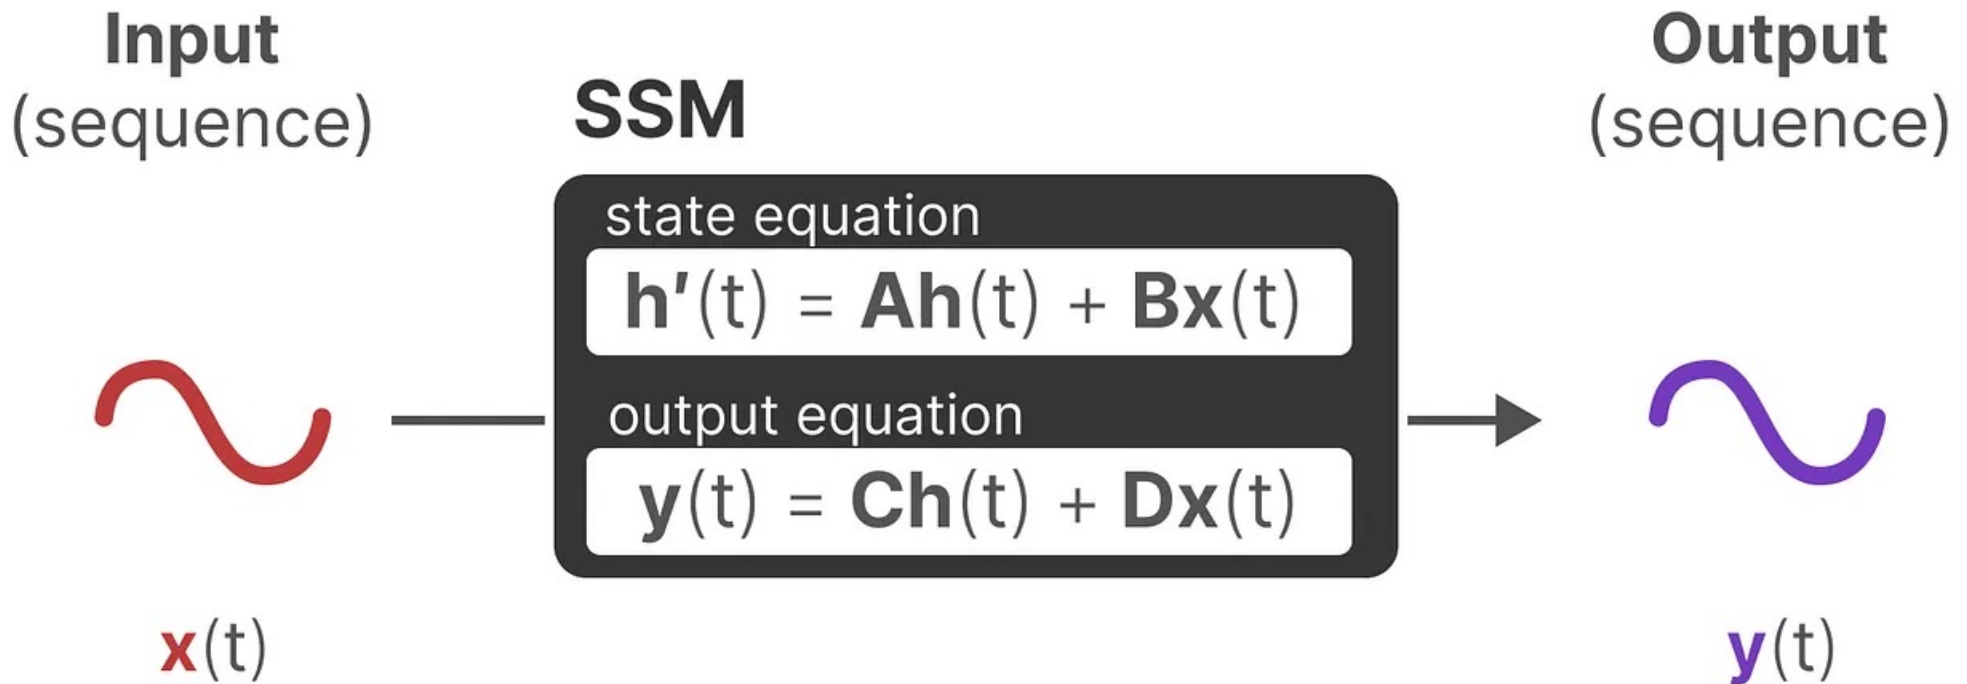 Input
(sequence)
SSM
state equation
h′(t) = Ah(t) + Bx(t)
output equation
y(t) = Ch(t) + Dx(t)
Output
(sequence)
x(t)
y(t)